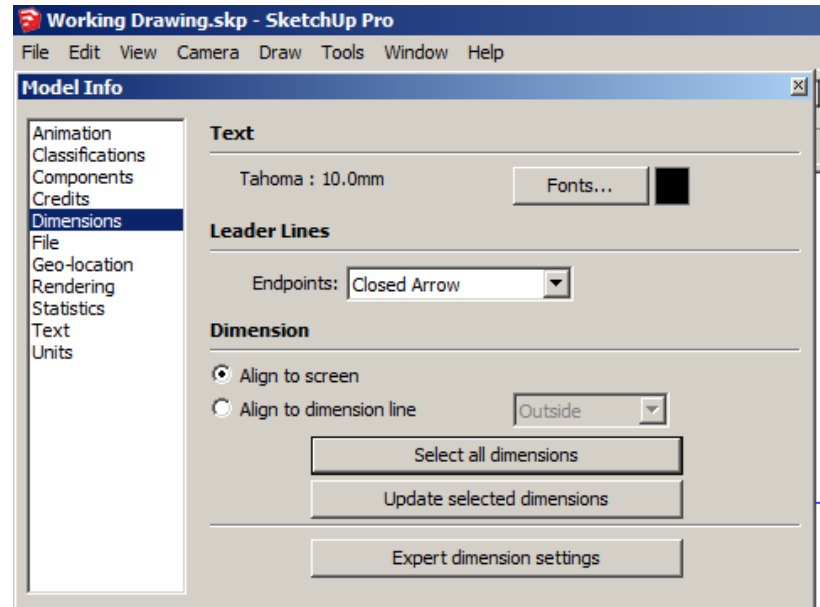 Working Drawing.skp - SketchUp Pro
File Edit View Camera Draw Tools Window Help
Model Info
Animation
Classifications
Components
Credits
Dimensions
File
Geo-location
Rendering
Statistics
Text
Units
Text
Tahoma : 10.0mm
Fonts...
Leader Lines
Endpoints: Closed Arrow
Dimension
Align to screen
Align to dimension line Outside
Select all dimensions
Update selected dimensions
Expert dimension settings